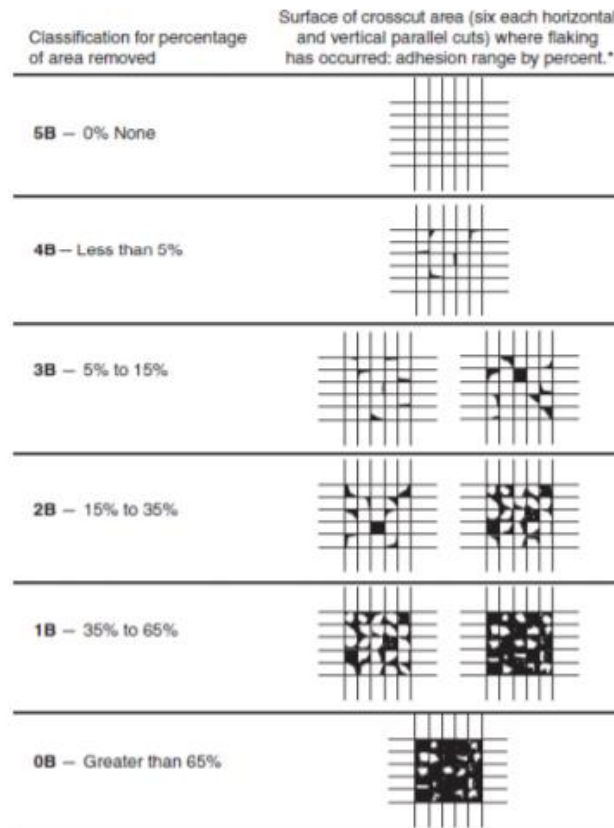 Classification for percentage
of area removed
Surface of crosscut area (six each horizontal
and vertical parallel cuts) where flaking
has occurred: adhesion range by percent.*
5B — 0% None
4B — Less than 5%
3B — 5% to 15%
2B — 15% to 35%
1B — 35% to 65%
0B — Greater than 65%